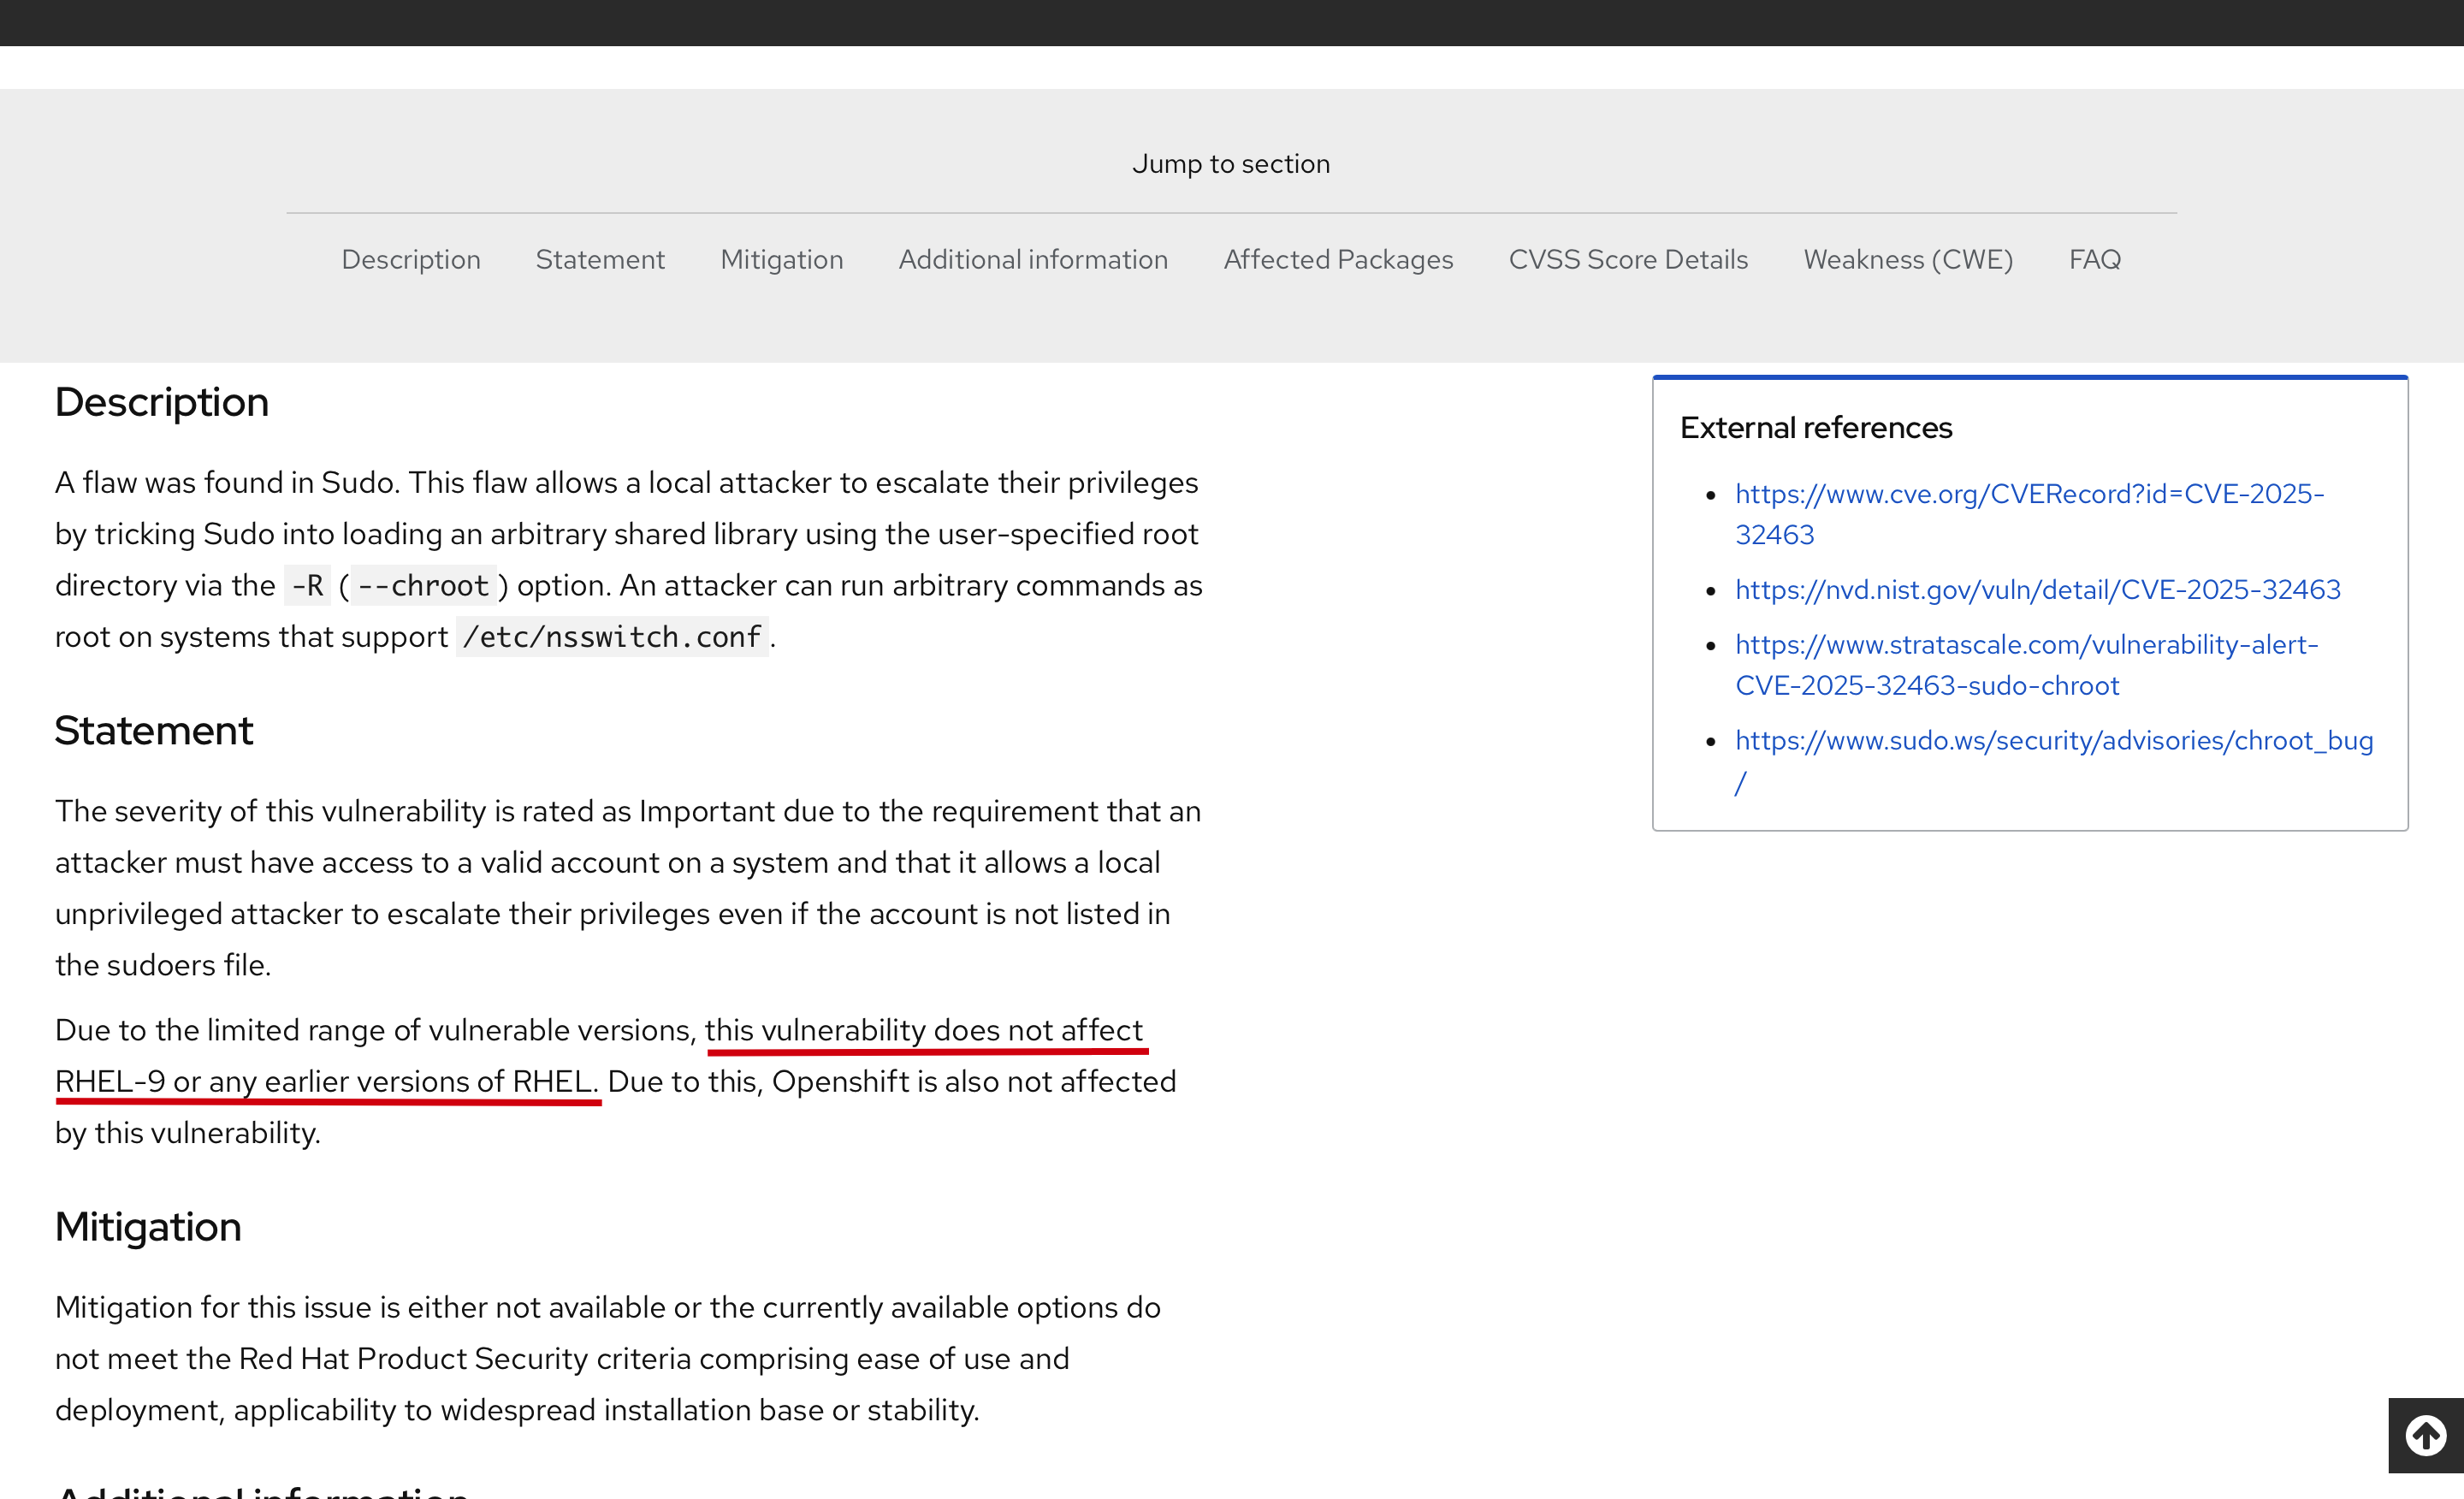 Jump to section
Description Statement Mitigation Additional information Affected Packages CVSS Score Details Weakness (CWE) FAQ
Description
A flaw was found in Sudo. This flaw allows a local attacker to escalate their privileges
by tricking Sudo into loading an arbitrary shared library using the user-specified root
directory via the -R (--chroot) option. An attacker can run arbitrary commands as
root on systems that support /etc/nsswitch.conf.
Statement
The severity of this vulnerability is rated as Important due to the requirement that an
attacker must have access to a valid account on a system and that it allows a local
unprivileged attacker to escalate their privileges even if the account is not listed in
the sudoers file.
Due to the limited range of vulnerable versions, this vulnerability does not affect
RHEL-9 or any earlier versions of RHEL. Due to this, Openshift is also not affected
by this vulnerability.
Mitigation
Mitigation for this issue is either not available or the currently available options do
not meet the Red Hat Product Security criteria comprising ease of use and
deployment, applicability to widespread installation base or stability.
Additional information
External references
https://www.cve.org/CVERecord?id=CVE-2025-
32463
https://nvd.nist.gov/vuln/detail/CVE-2025-32463
https://www.stratascale.com/vulnerability-alert-
CVE-2025-32463-sudo-chroot
https://www.sudo.ws/security/advisories/chroot_bug
/